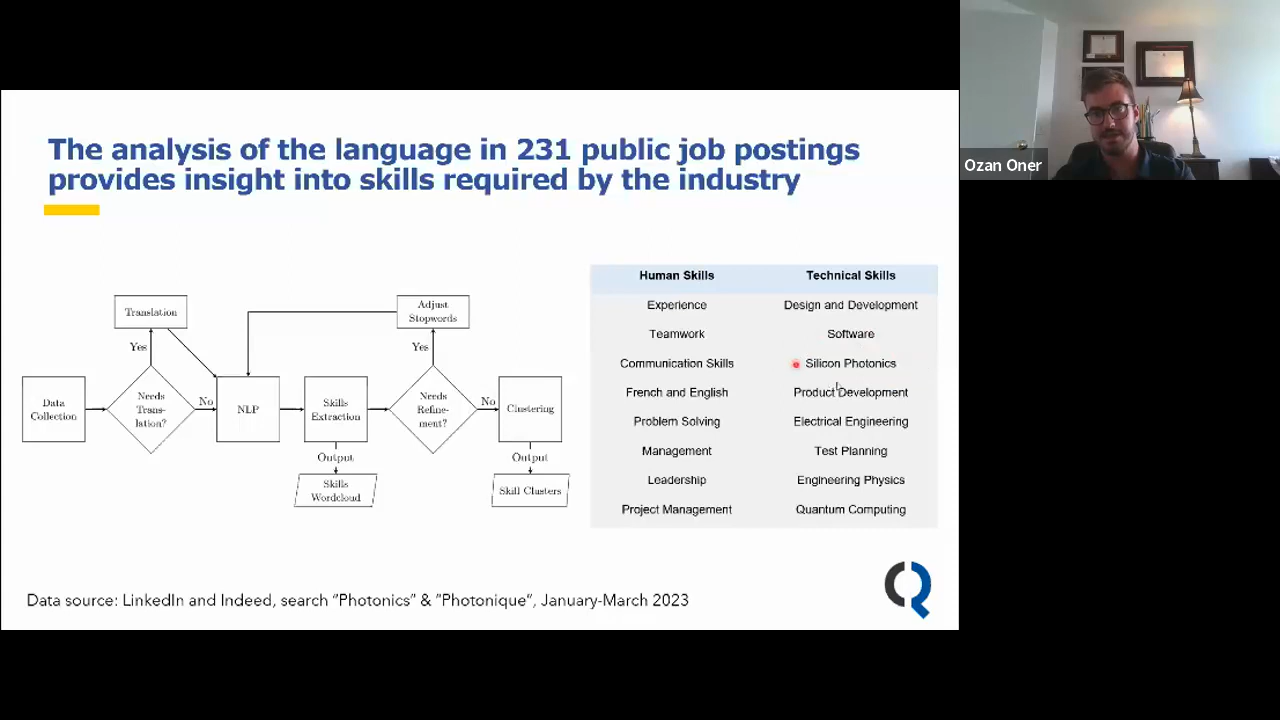 The analysis of the language in 231 public job postings
provides insight into skills required by the industry
Translation
Adjust
Stopwords
Yes
Yes
Data
Collection
Needs
Trans-
lation?
No
NLP
Skills
Extraction
Needs
Refine-
ment?
No
Clustering
Output
Output
Skills
Wordcloud
Skill Clusters
Human Skills
Technical Skills
Experience
Design and Development
Teamwork
Software
Communication Skills
Silicon Photonics
French and English
Product Development
Problem Solving
Electrical Engineering
Management
Test Planning
Leadership
Engineering Physics
Project Management
Quantum Computing
Data source: LinkedIn and Indeed, search "Photonics" & "Photonique", January-March 2023
Ozan Oner